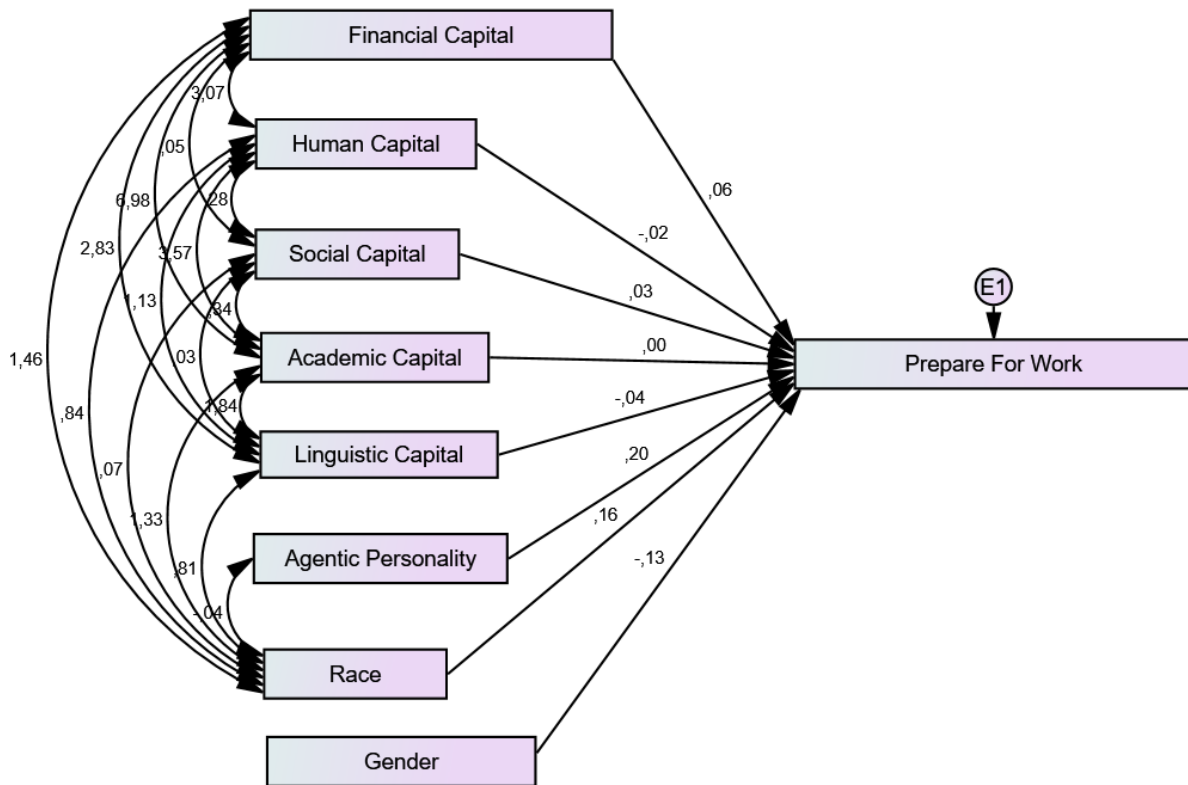 Financial Capital
3,07
Human Capital
,05
,06
6,98
,28
-,02
2,83
3,57
Social Capital
,03
E1
1,13
,34
1,46
,03
Academic Capital
,00
Prepare For Work
,84
1,84
-,04
Linguistic Capital
,07
,20
1,33
,16
,81
Agentic Personality
-,13
-,04
Race
Gender